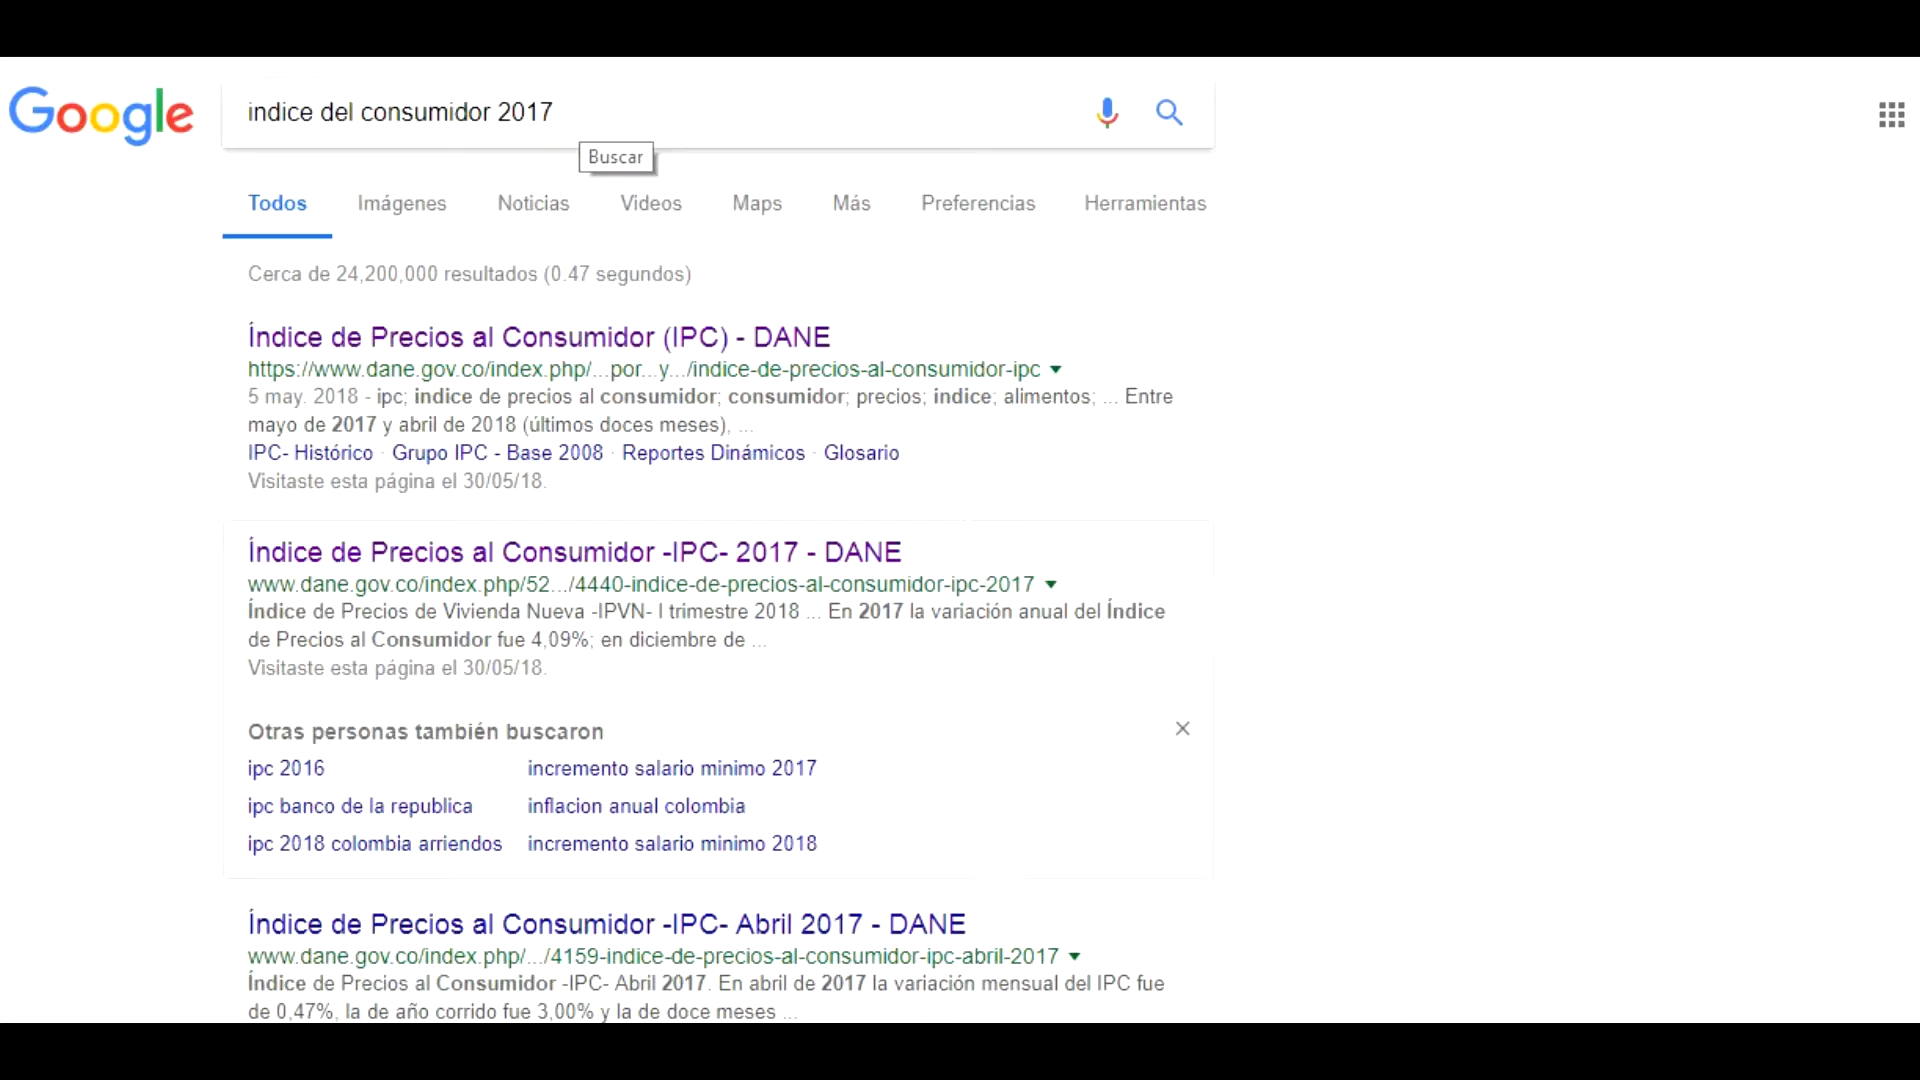 Google
indice del consumidor 2017
Buscar
Todos Imágenes Noticias Videos Maps Más Preferencias Herramientas
Cerca de 24,200,000 resultados (0.47 segundos)
Índice de Precios al Consumidor (IPC) - DANE
https://www.dane.gov.co/index.php/...por...y.../indice-de-precios-al-consumidor-ipc
5 may. 2018 - ipc; indice de precios al consumidor; consumidor; precios; indice; alimentos; ... Entre
mayo de 2017 y abril de 2018 (últimos doces meses), ...
IPC- Histórico · Grupo IPC - Base 2008 · Reportes Dinámicos · Glosario
Visitaste esta página el 30/05/18.
Índice de Precios al Consumidor -IPC- 2017 - DANE
www.dane.gov.co/index.php/52.../4440-indice-de-precios-al-consumidor-ipc-2017
Índice de Precios de Vivienda Nueva -IPVN- I trimestre 2018 ... En 2017 la variación anual del Índice
de Precios al Consumidor fue 4,09%; en diciembre de ...
Visitaste esta página el 30/05/18.
Otras personas también buscaron
ipc 2016 incremento salario minimo 2017
ipc banco de la republica inflacion anual colombia
ipc 2018 colombia arriendos incremento salario minimo 2018
Índice de Precios al Consumidor -IPC- Abril 2017 - DANE
www.dane.gov.co/index.php/.../4159-indice-de-precios-al-consumidor-ipc-abril-2017
Índice de Precios al Consumidor -IPC- Abril 2017. En abril de 2017 la variación mensual del IPC fue
de 0,47%, la de año corrido fue 3,00% y la de doce meses ...